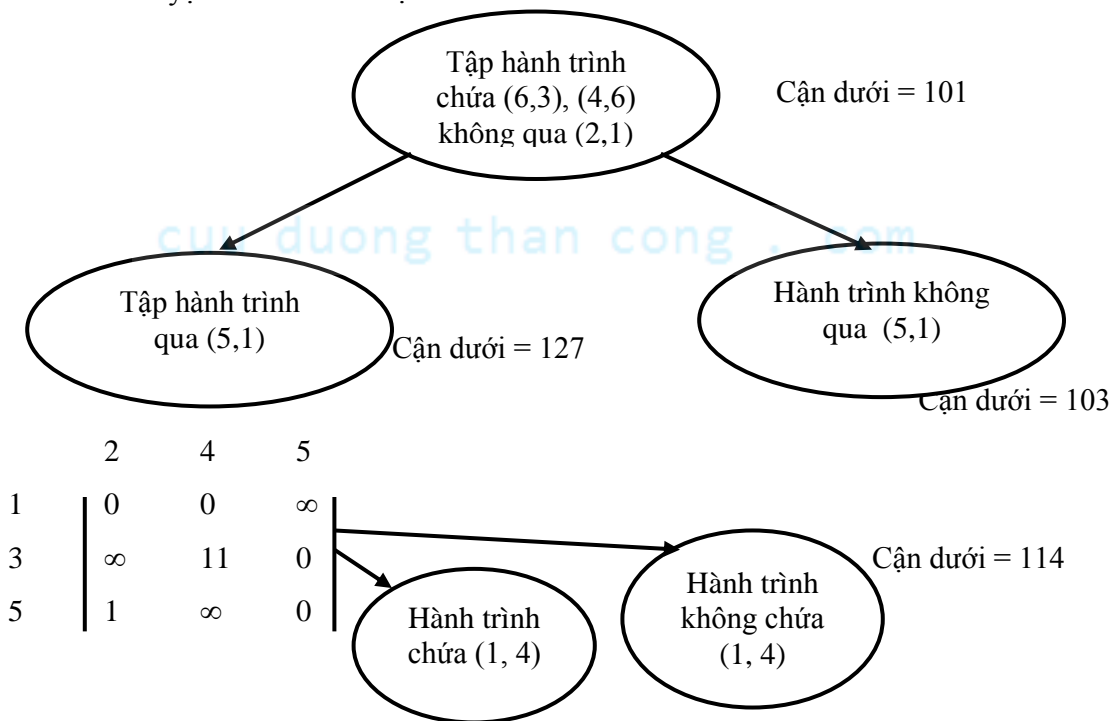 Tập hành trình
chứa (6,3), (4,6)
không qua (2,1)
Cận dưới = 101
cuu duong than cong . com
Tập hành trình
qua (5,1)
Cận dưới = 127
Hành trình không
qua (5,1)
Cận dưới = 103
2 4 5
1 0 0 ∞
3 ∞ 11 0
5 1 ∞ 0
Hành trình
chứa (1, 4)
Hành trình
không chứa
(1, 4)
Cận dưới = 114